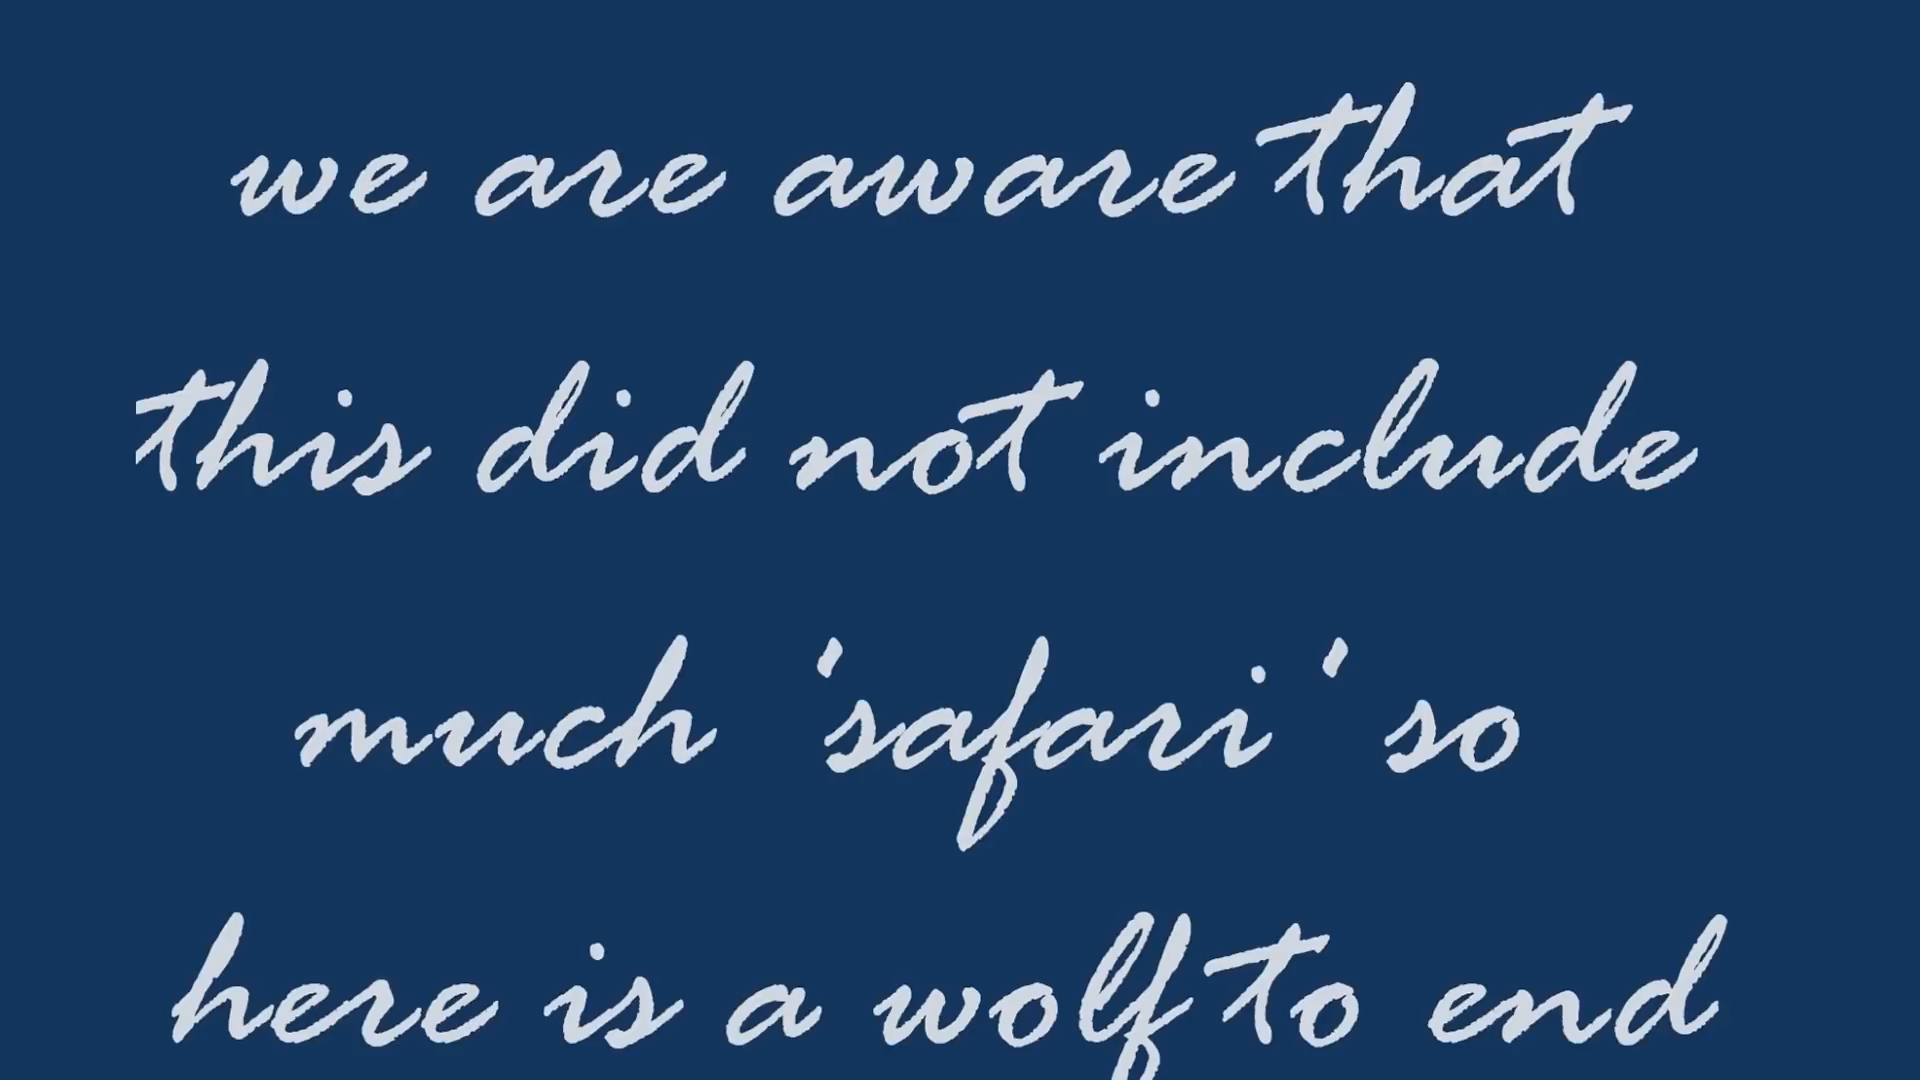 we are aware that
this did not include
much 'safari' so
here is a wolf to end